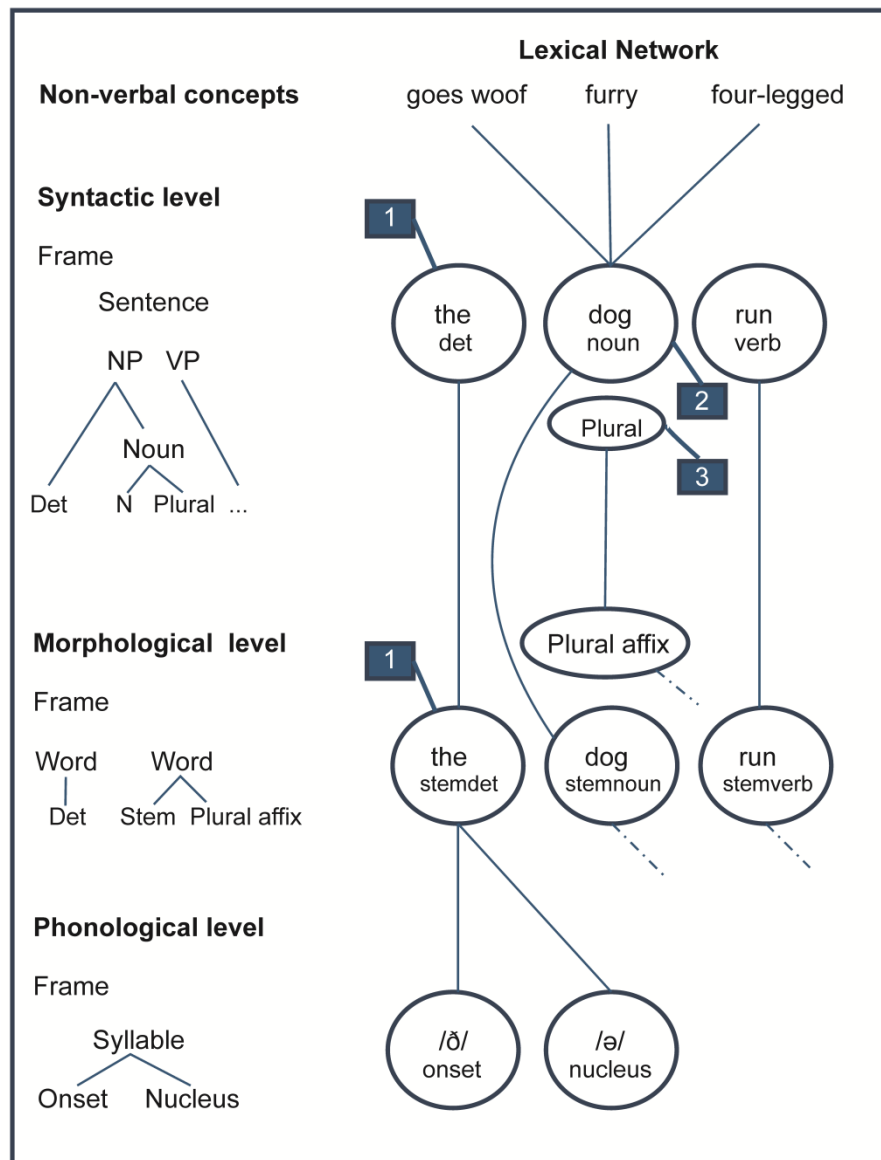 Lexical Network
Non-verbal concepts
goes woof furry four-legged
Syntactic level
1
Frame
Sentence
the dog run
det noun verb
NP VP
2
Plural
Noun
3
Det N Plural ...
Morphological level
Plural affix
1
Frame
Word Word
the dog run
stemdet stemnoun stemverb
Det Stem Plural affix
Phonological level
Frame
Syllable
/ð/ /ə/
onset nucleus
Onset Nucleus